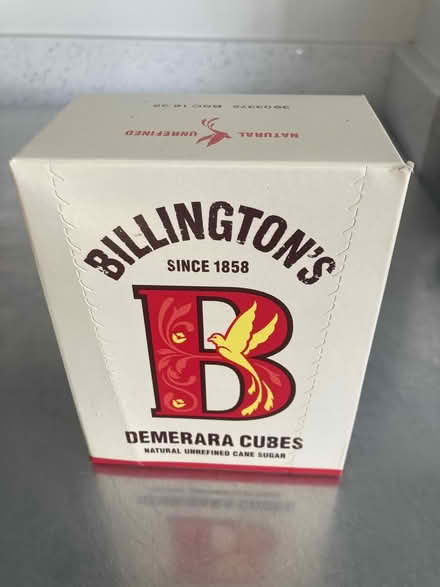 NATURAL UNREFINED
BILLINGTON'S
SINCE 1858
B
DEMERARA CUBES
NATURAL UNREFINED CANE SUGAR